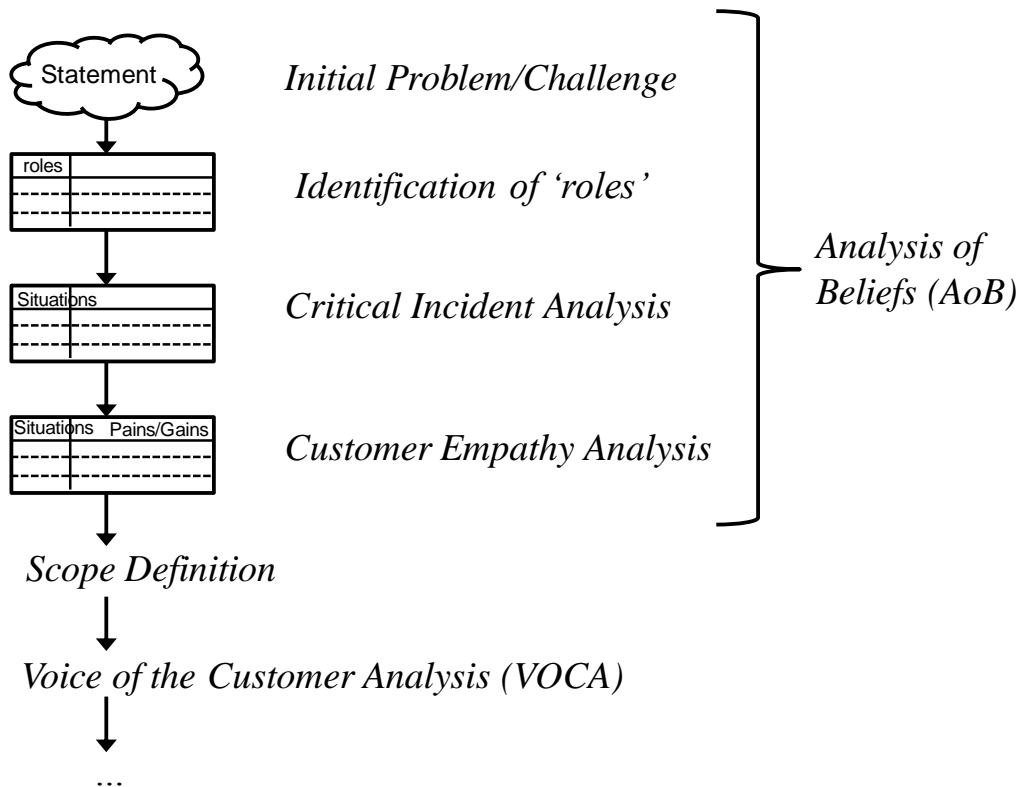 Statement
Initial Problem/Challenge
roles
Identification of ‘roles’
Analysis of
Beliefs (AoB)
Situations
Critical Incident Analysis
Situations Pains/Gains
Customer Empathy Analysis
Scope Definition
Voice of the Customer Analysis (VOCA)
...